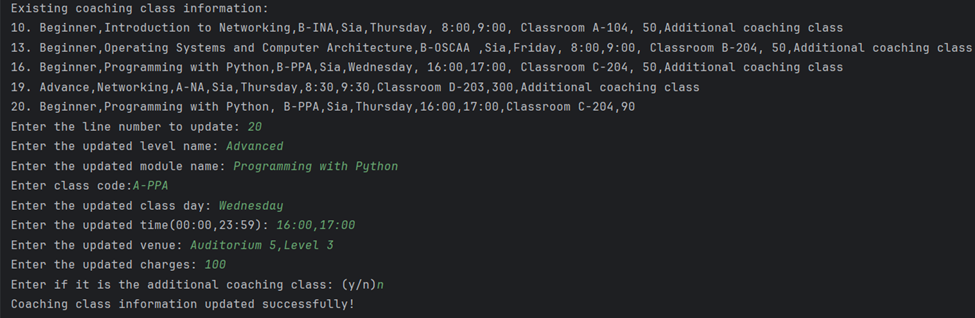 Existing coaching class information:
10. Beginner,Introduction to Networking,B-INA,Sia,Thursday, 8:00,9:00, Classroom A-104, 50,Additional coaching class
13. Beginner,Operating Systems and Computer Architecture,B-OSCAA ,Sia,Friday, 8:00,9:00, Classroom B-204, 50,Additional coaching class
16. Beginner,Programming with Python,B-PPA,Sia,Wednesday, 16:00,17:00, Classroom C-204, 50,Additional coaching class
19. Advance,Networking,A-NA,Sia,Thursday,8:30,9:30,Classroom D-203,300,Additional coaching class
20. Beginner,Programming with Python, B-PPA,Sia,Thursday,16:00,17:00,Classroom C-204,90
Enter the line number to update: 20
Enter the updated level name: Advanced
Enter the updated module name: Programming with Python
Enter class code:A-PPA
Enter the updated class day: Wednesday
Enter the updated time(00:00,23:59): 16:00,17:00
Enter the updated venue: Auditorium 5,Level 3
Enter the updated charges: 100
Enter if it is the additional coaching class: (y/n)n
Coaching class information updated successfully!